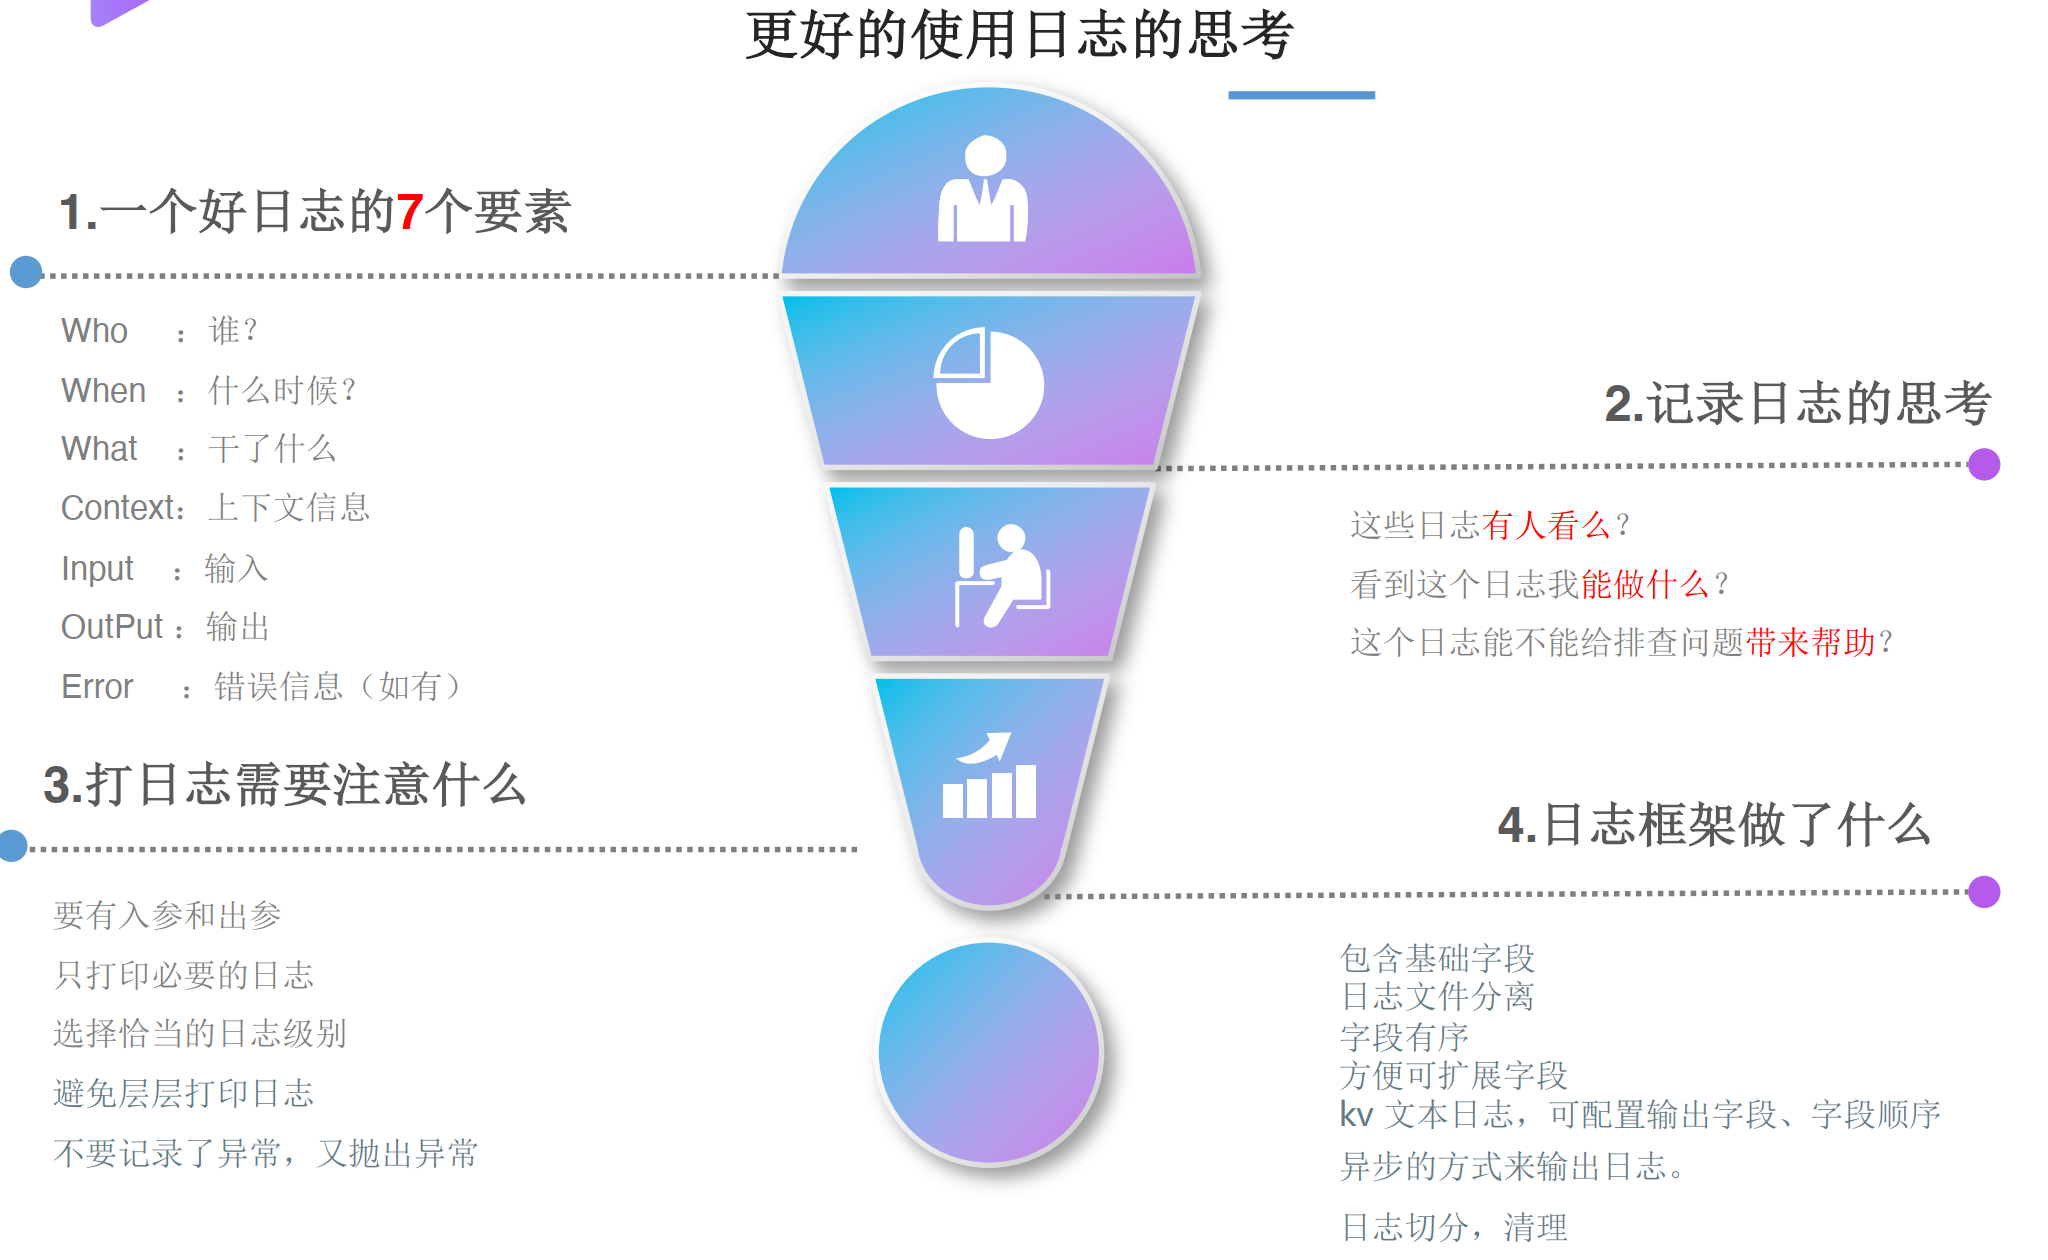 更好的使用日志的思考
1.一个好日志的7个要素
Who ：谁？
When ：什么时候？
What ：干了什么
Context：上下文信息
Input ：输入
OutPut：输出
Error ：错误信息（如有）
2.记录日志的思考
这些日志有人看么？
看到这个日志我能做什么？
这个日志能不能给排查问题带来帮助？
3.打日志需要注意什么
要有入参和出参
只打印必要的日志
选择恰当的日志级别
避免层层打印日志
不要记录了异常，又抛出异常
4.日志框架做了什么
包含基础字段
日志文件分离
字段有序
方便可扩展字段
kv 文本日志，可配置输出字段、字段顺序
异步的方式来输出日志。
日志切分，清理